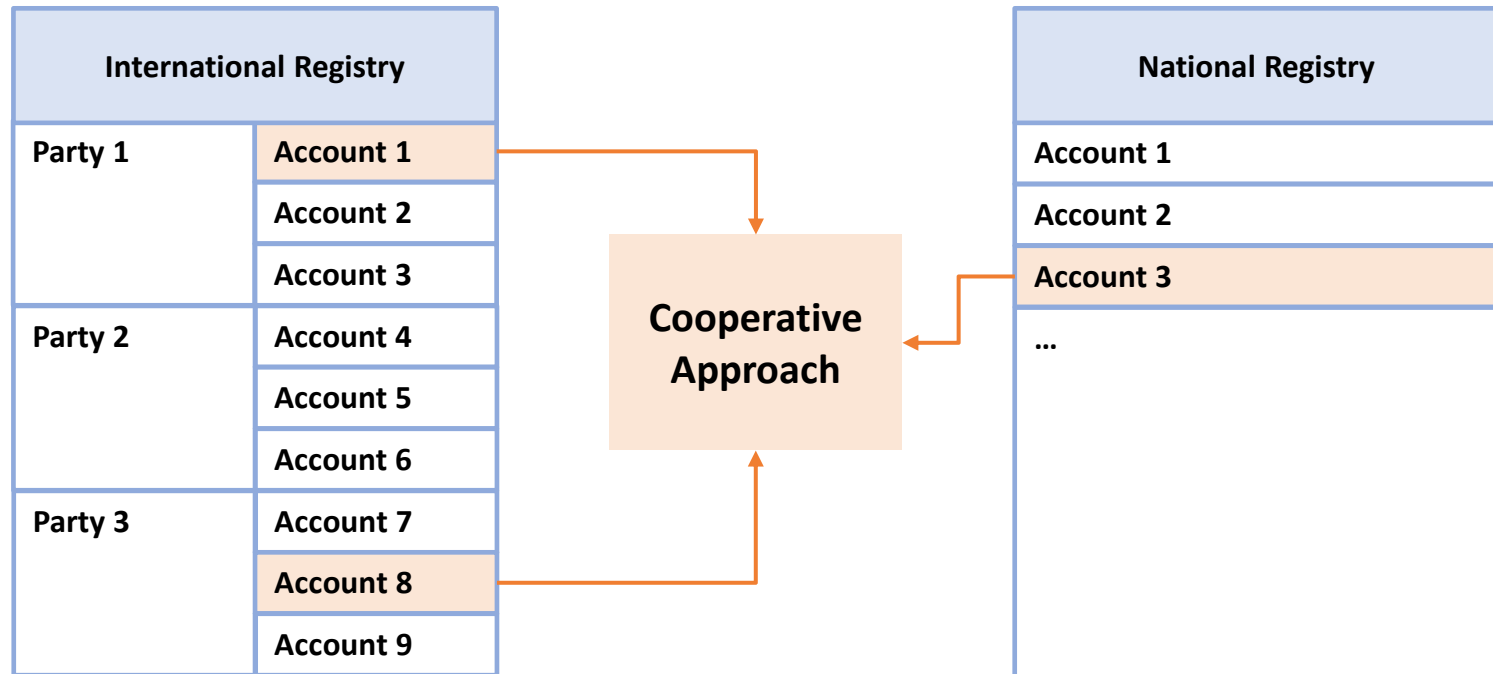 International Registry
Party 1
Account 1
Account 2
Account 3
Party 2
Account 4
Account 5
Account 6
Party 3
Account 7
Account 8
Account 9
Cooperative
Approach
National Registry
Account 1
Account 2
Account 3
...